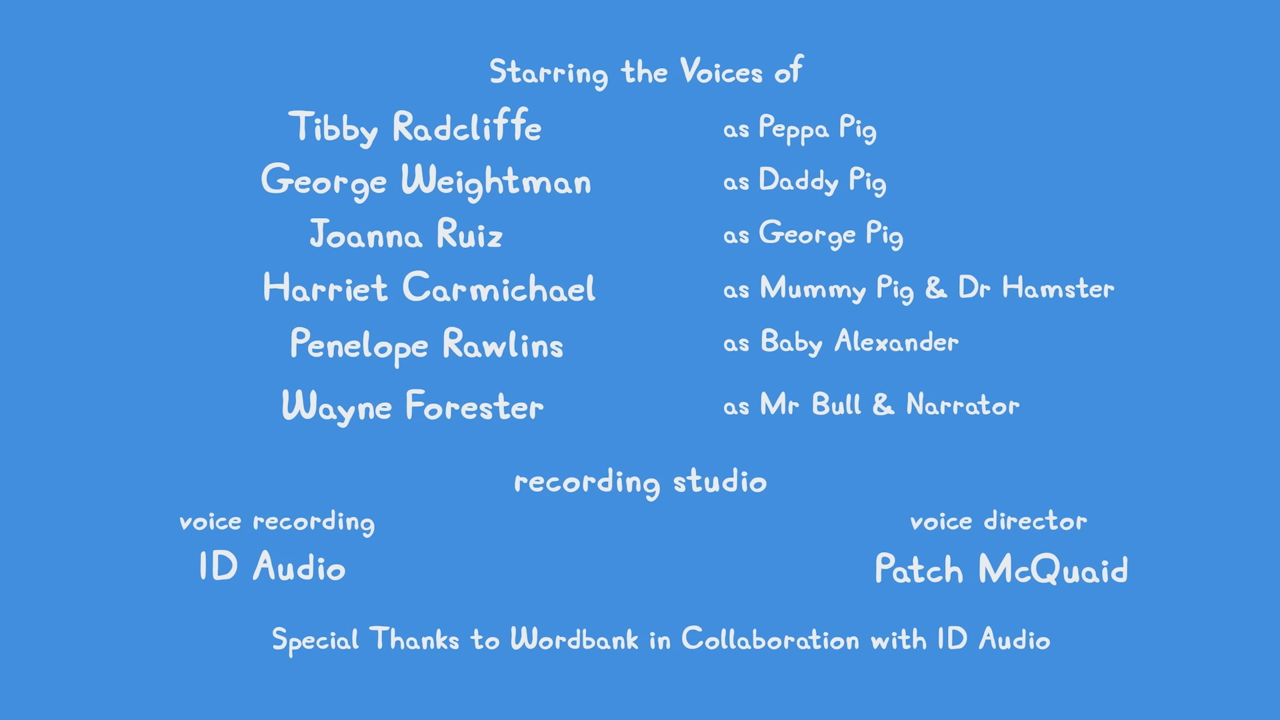 Starring the Voices of
Tibby Radcliffe as Peppa Pig
George Weightman as Daddy Pig
Joanna Ruiz as George Pig
Harriet Carmichael as Mummy Pig & Dr Hamster
Penelope Rawlins as Baby Alexander
Wayne Forester as Mr Bull & Narrator
recording studio
voice recording voice director
ID Audio Patch McQuaid
Special Thanks to Wordbank in Collaboration with ID Audio